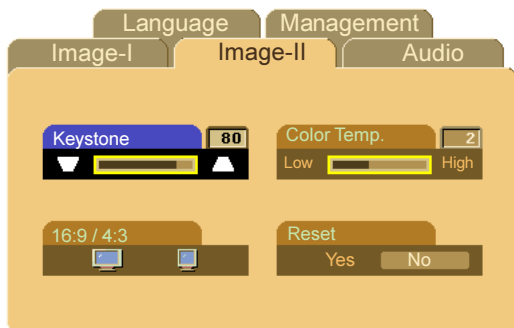 Language Management
Image-I Image-II Audio
Keystone 80
Color Temp. 2
Low High
16:9 / 4:3
Reset
Yes No